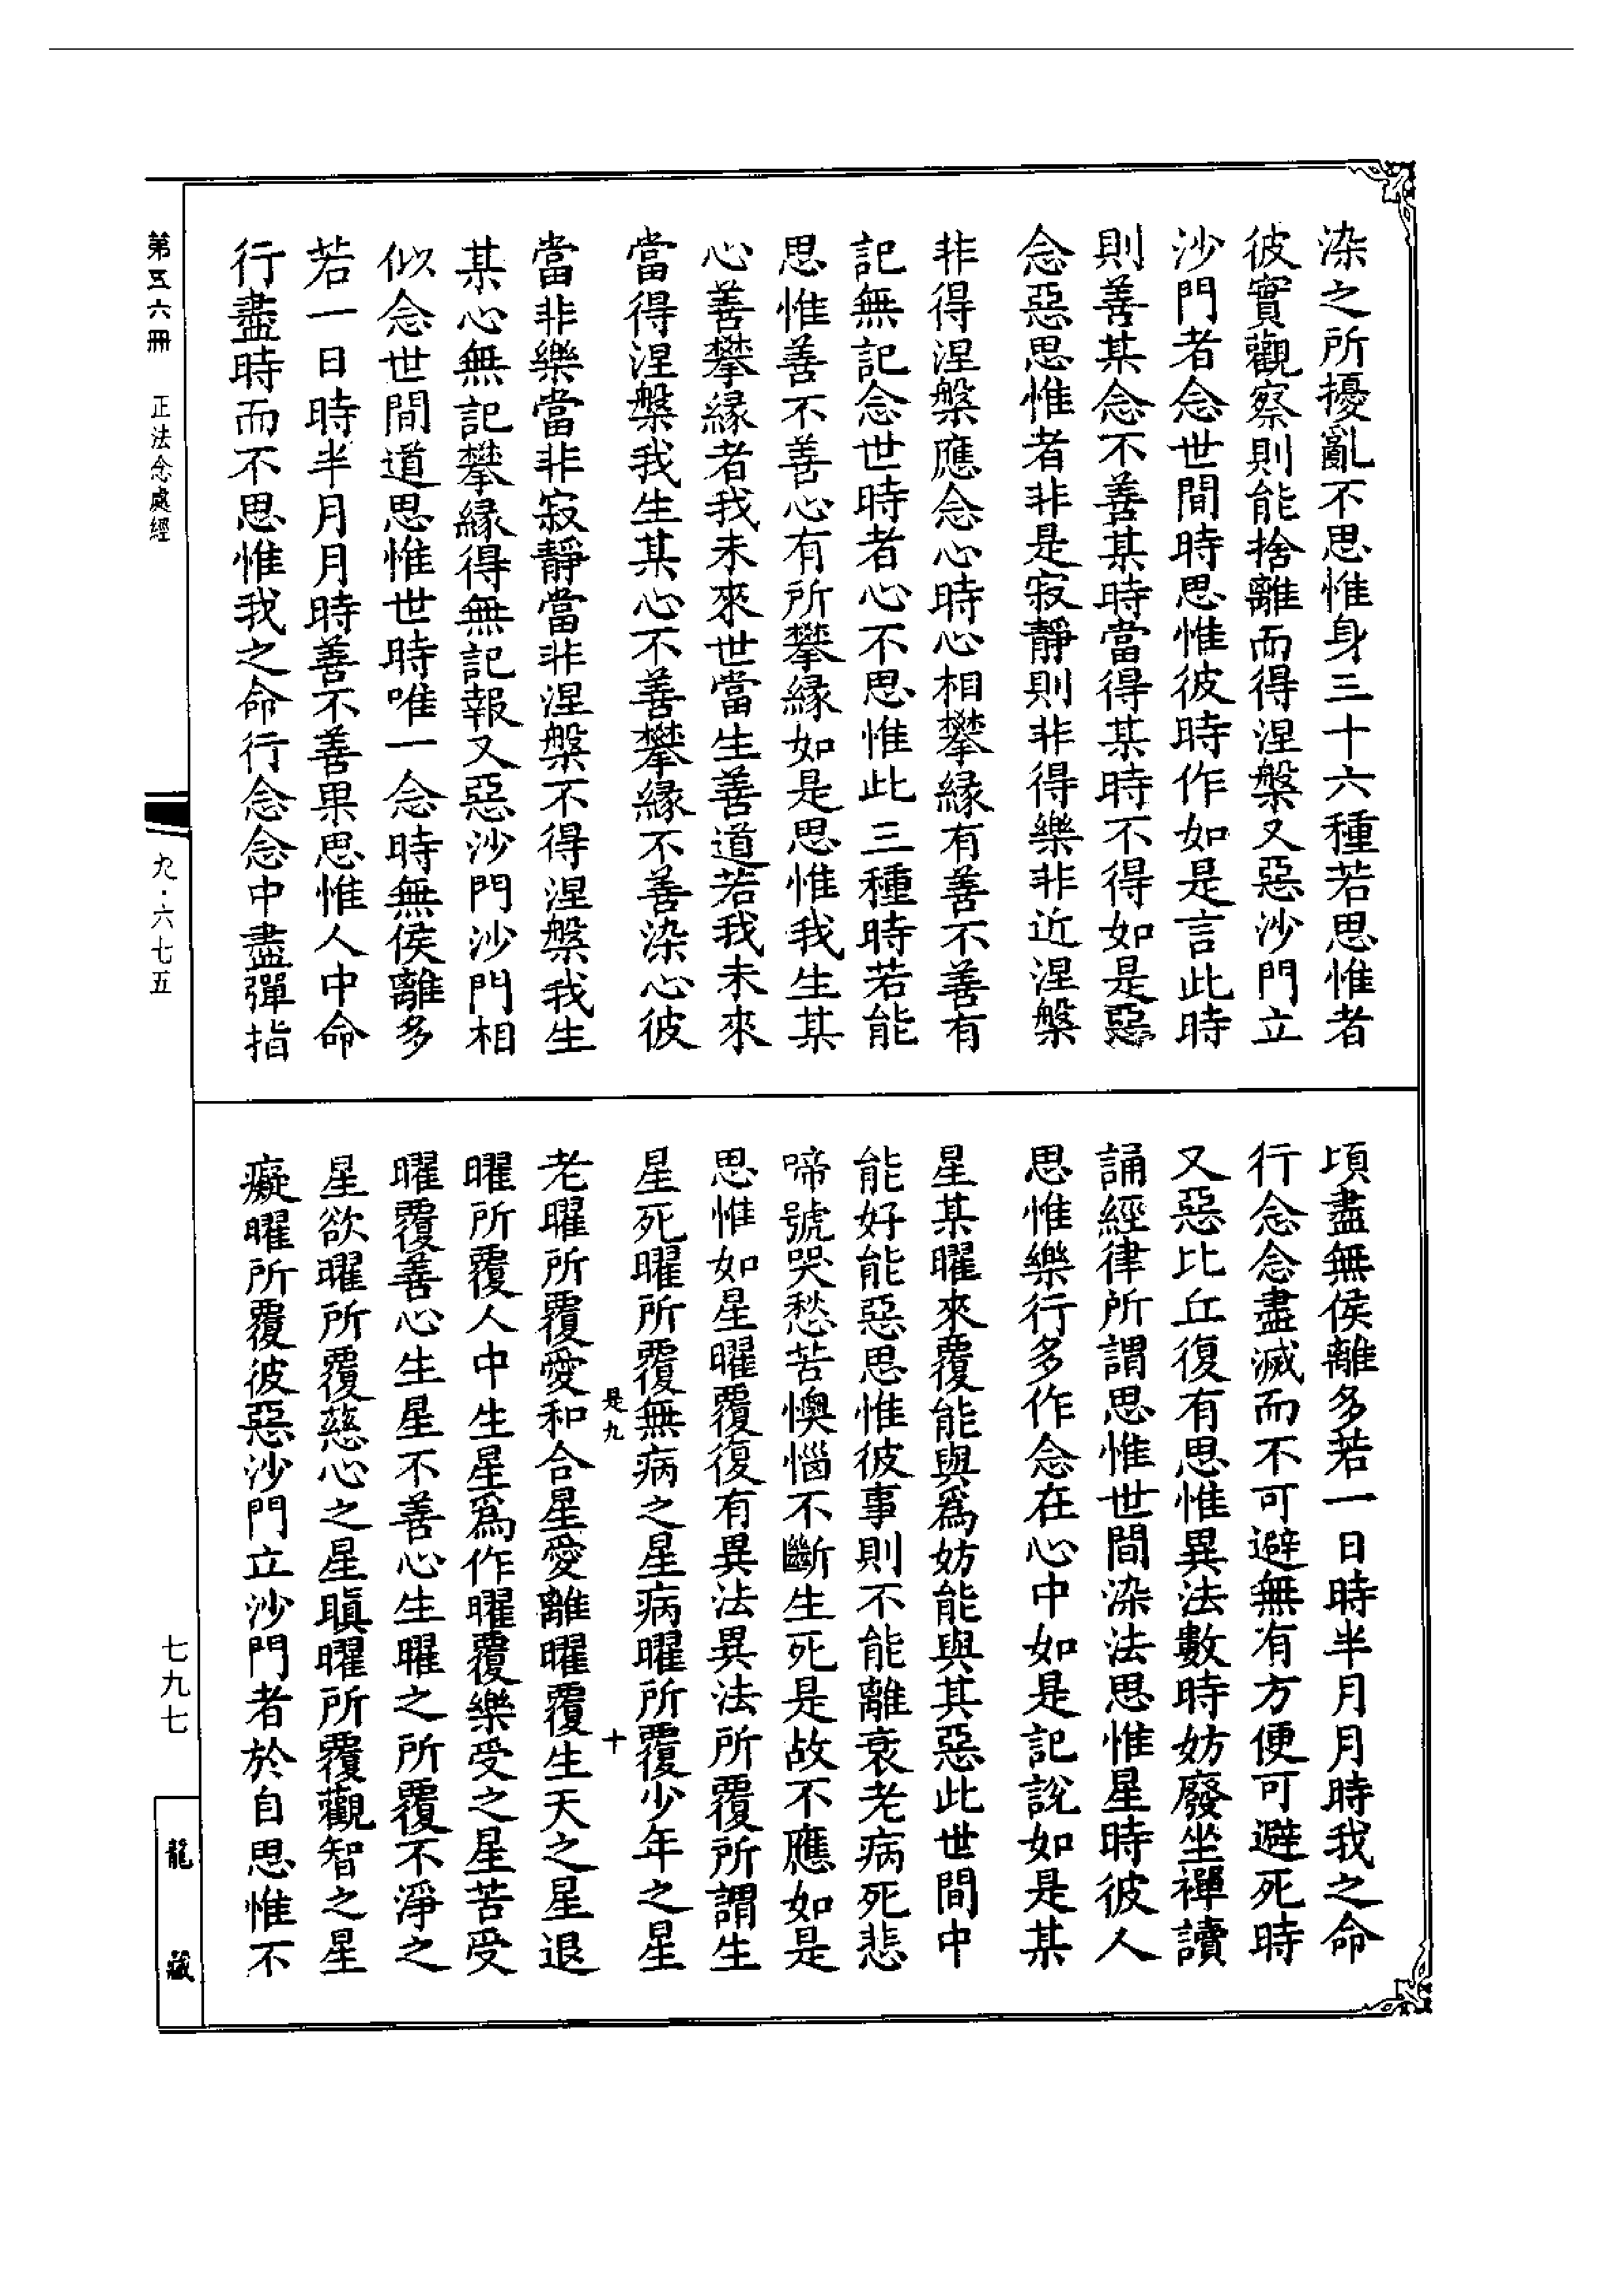 染之所擾亂不思惟身三十六種若思惟者
彼實觀察則能捨離而得涅槃又惡沙門立
沙門者念世間時思惟彼時作如是言此時
則善某念不善某時當得某時不得如是惡
念惡思惟者非是寂靜則非得樂非近涅槃
非得涅槃應念心時心相攀緣有善不善有
記無記念世時者心不思惟此三種時若能
思惟善不善心有所攀緣如是思惟我生某
心善攀緣者我未來世當生善道若我未來
當得涅槃我生某心不善攀緣不善染心彼
當非樂當非寂靜當非涅槃不得涅槃我生
某心無記攀緣得無記報又惡沙門沙門相
似念世間道思惟世時唯一念時無侯離多
若一日時半月月時善不善果思惟人中命
行盡時而不思惟我之命行念念中盡彈指
頃盡無侯離多若一日時半月月時我之命
行念念盡滅而不可避無有方便可避死時
又惡比丘復有思惟異法數時妨廢坐禪讀
誦經律所謂思惟世間染法思惟星時彼人
思惟樂行多作念在心中如是記說如是某
星某曜來覆能與為妨能與其惡此世間中
能好能惡思惟彼事則不能離衰老病死悲
啼號哭愁苦懊惱不斷生死是故不應如是
思惟如星曜覆復有異法異法所覆所謂生
星死曜所覆無病之星病曜所覆少年之星
是九 十
老曜所覆愛和合星愛離曜覆生天之星退
曜所覆人中生星為作曜覆樂受之星苦受
曜覆善心生星不善心生曜之所覆不淨之
星欲曜所覆慈心之星瞋曜所覆觀智之星
癡曜所覆彼惡沙門立沙門者於自思惟不
第五六冊 正法念處經
九·六七五
七九七
龍藏